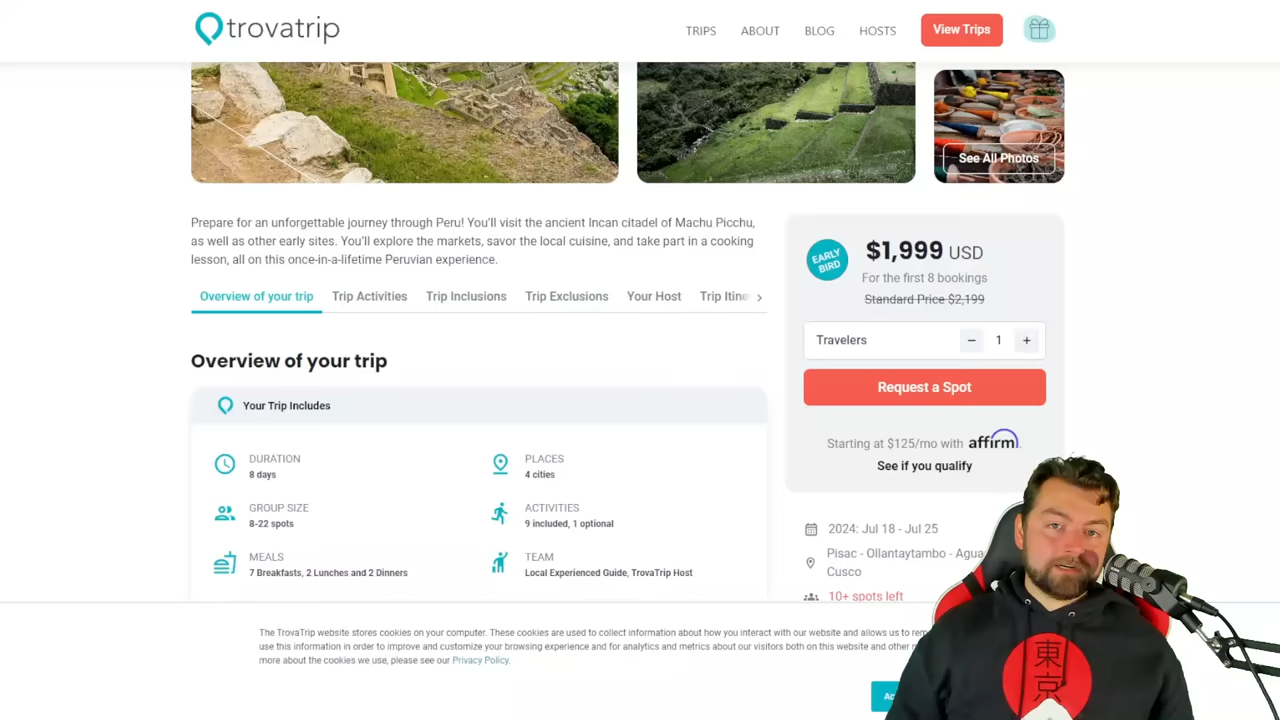 trovatrip
TRIPS
ABOUT
BLOG
HOSTS
View Trips
See All Photos
Prepare for an unforgettable journey through Peru! You'll visit the ancient Incan citadel of Machu Picchu,
as well as other early sites. You'll explore the markets, savor the local cuisine, and take part in a cooking
lesson, all on this once-in-a-lifetime Peruvian experience.
Overview of your trip
Trip Activities
Trip Inclusions
Trip Exclusions
Your Host
Trip Itine
Overview of your trip
Your Trip Includes
DURATION
8 days
PLACES
4 cities
GROUP SIZE
8-22 spots
ACTIVITIES
9 included, 1 optional
MEALS
7 Breakfasts, 2 Lunches and 2 Dinners
TEAM
Local Experienced Guide, TrovaTrip Host
EARLY
BIRD
$1,999 USD
For the first 8 bookings
Standard Price $2,199
Travelers
− 1 +
Request a Spot
Starting at $125/mo with affirm.
See if you qualify
2024: Jul 18 - Jul 25
Pisac - Ollantaytambo - Agua
Cusco
10+ spots left
The TrovaTrip website stores cookies on your computer. These cookies are used to collect information about how you interact with our website and allows us to rem
use this information in order to improve and customize your browsing experience and for analytics and metrics about our visitors both on this website and other
more about the cookies we use, please see our Privacy Policy.
東
京